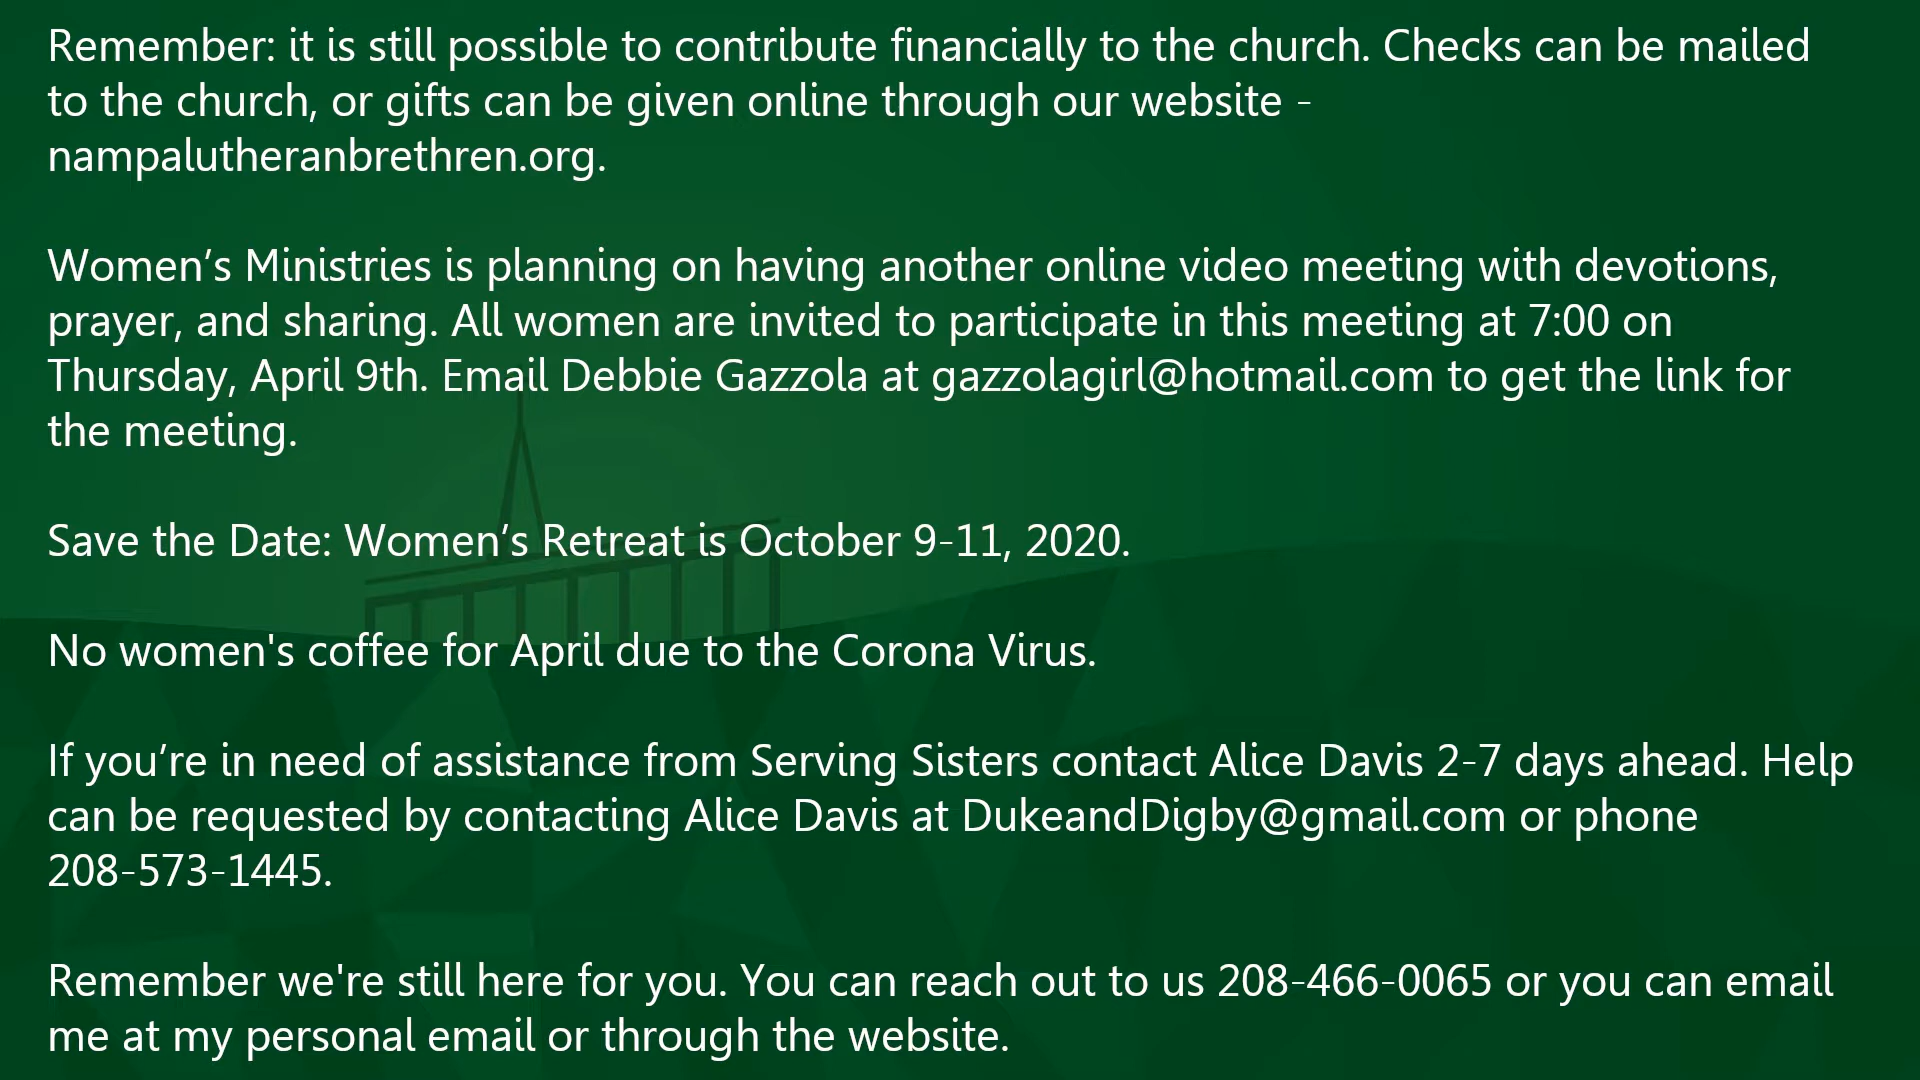 Remember: it is still possible to contribute financially to the church. Checks can be mailed
to the church, or gifts can be given online through our website -
nampalutheranbrethren.org.
Women’s Ministries is planning on having another online video meeting with devotions,
prayer, and sharing. All women are invited to participate in this meeting at 7:00 on
Thursday, April 9th. Email Debbie Gazzola at gazzolagirl@hotmail.com to get the link for
the meeting.
Save the Date: Women’s Retreat is October 9-11, 2020.
No women's coffee for April due to the Corona Virus.
If you’re in need of assistance from Serving Sisters contact Alice Davis 2-7 days ahead. Help
can be requested by contacting Alice Davis at DukeandDigby@gmail.com or phone
208-573-1445.
Remember we're still here for you. You can reach out to us 208-466-0065 or you can email
me at my personal email or through the website.